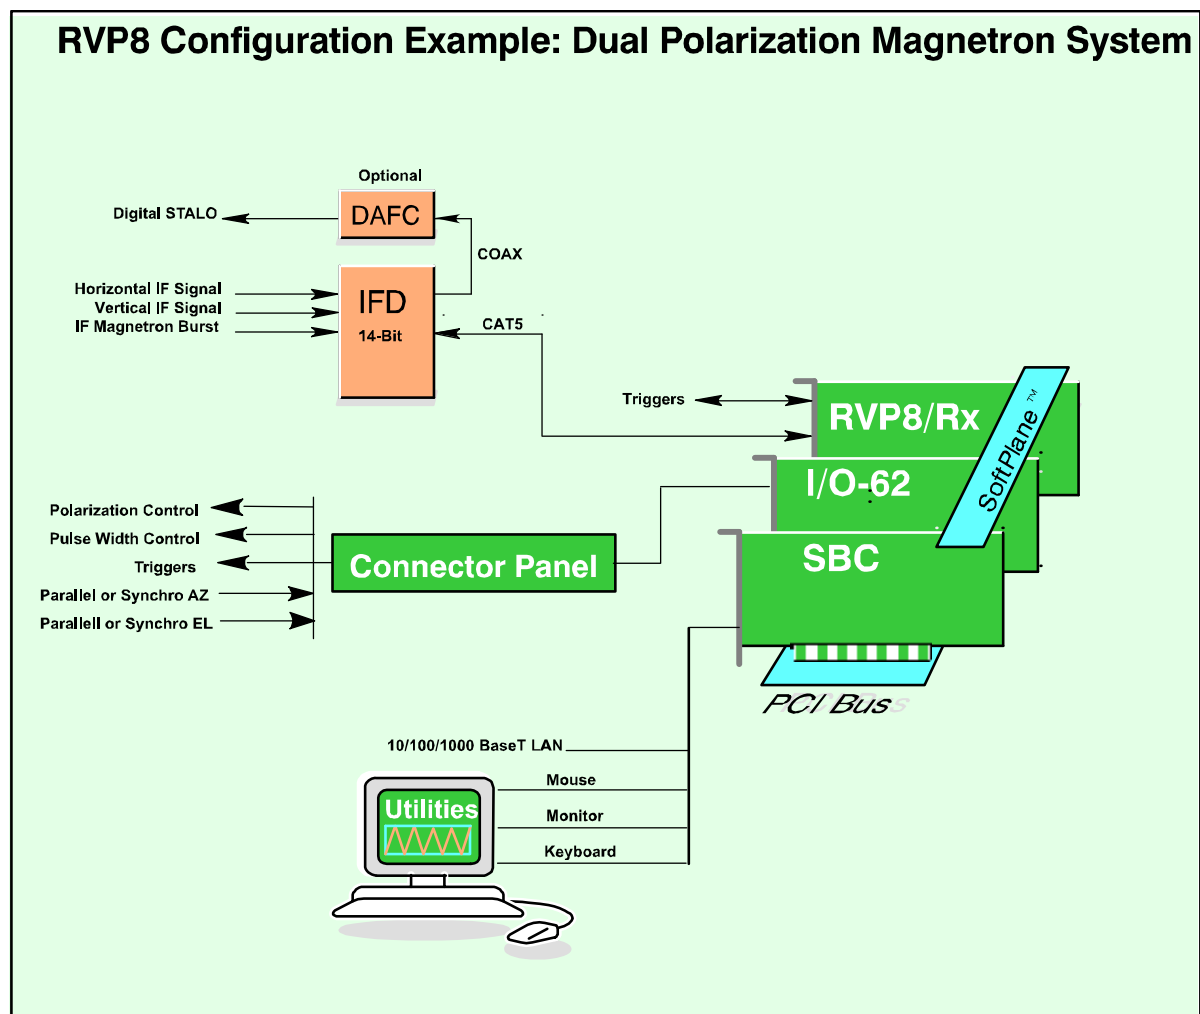 RVP8 Configuration Example: Dual Polarization Magnetron System
Optional
DAFC
Digital STALO
COAX
Horizontal IF Signal
Vertical IF Signal
IF Magnetron Burst
IFD
14-Bit
CAT5
Triggers
RVP8/Rx
SoftPlane™
I/O-62
SBC
PCI Bus
Polarization Control
Pulse Width Control
Triggers
Parallel or Synchro AZ
Parallell or Synchro EL
Connector Panel
10/100/1000 BaseT LAN
Mouse
Monitor
Keyboard
Utilities